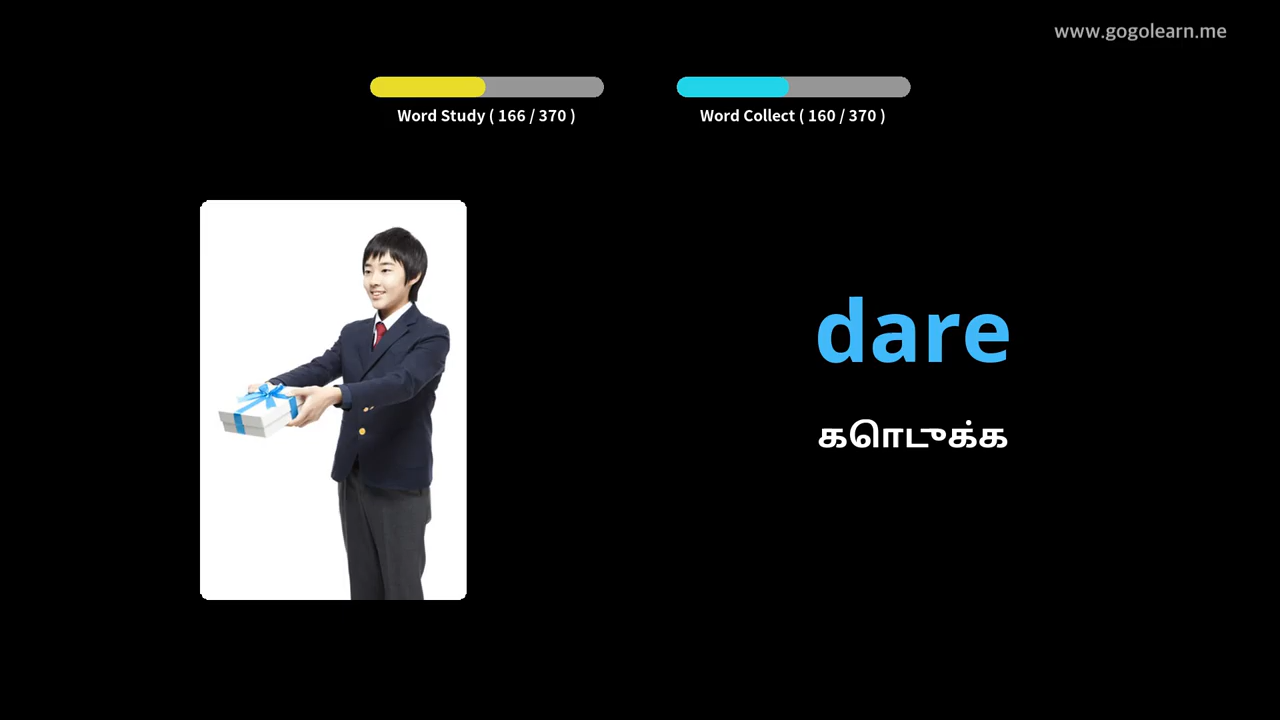 www.gogolearn.me
Word Study ( 166 / 370 )
Word Collect ( 160 / 370 )
dare
கொடுக்க